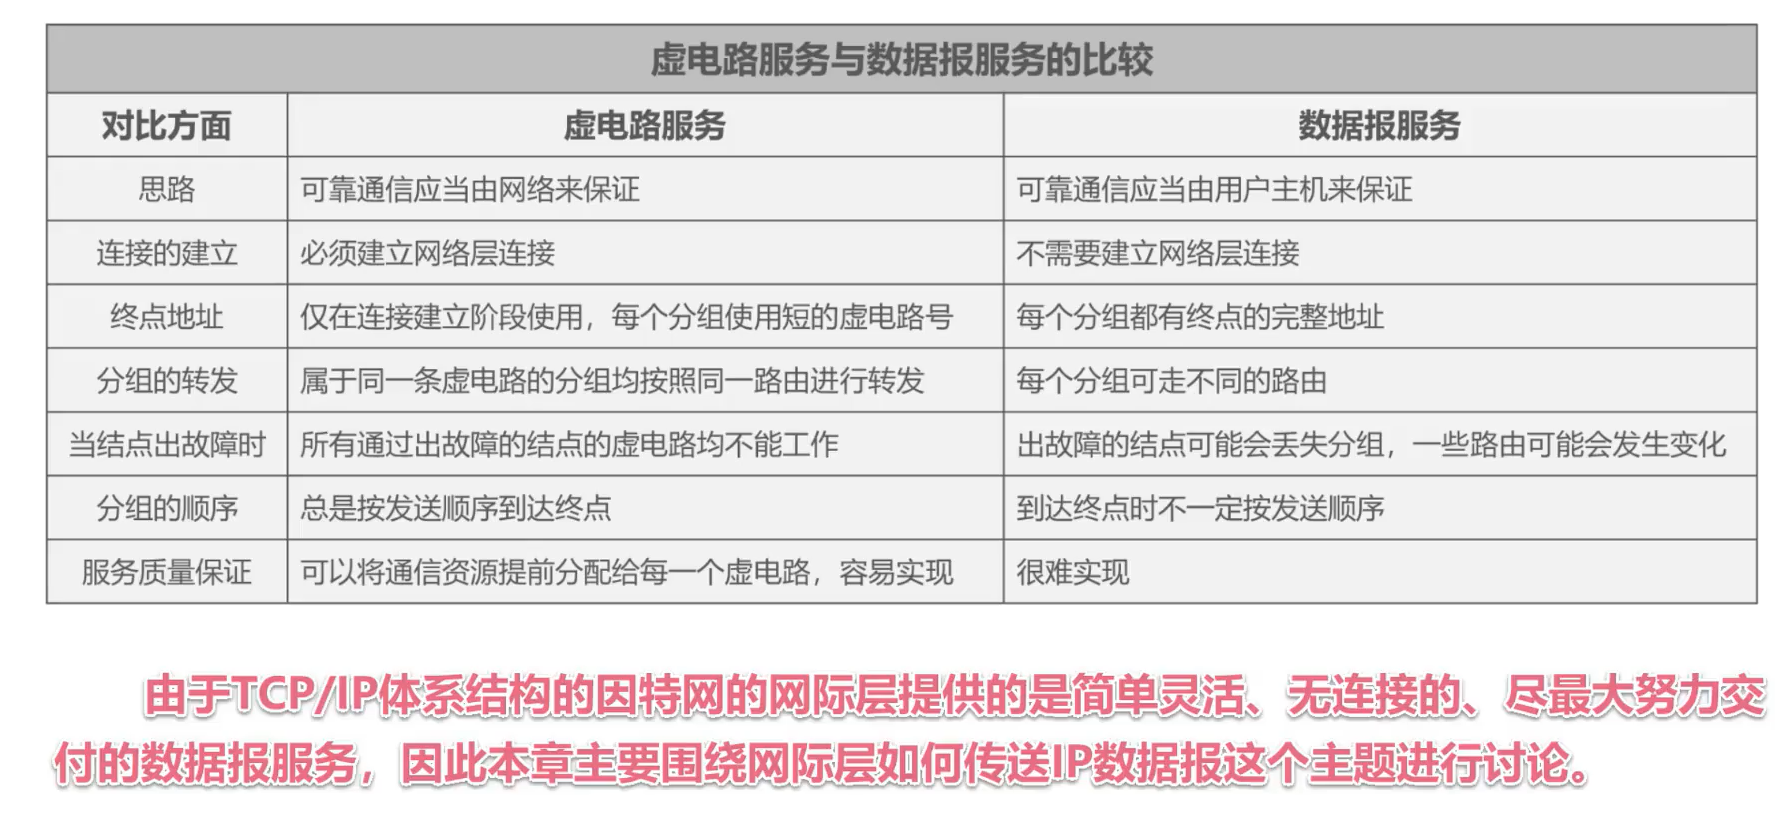 虚电路服务与数据报服务的比较
对比方面 虚电路服务 数据报服务
思路 可靠通信应当由网络来保证 可靠通信应当由用户主机来保证
连接的建立 必须建立网络层连接 不需要建立网络层连接
终点地址 仅在连接建立阶段使用，每个分组使用短的虚电路号 每个分组都有终点的完整地址
分组的转发 属于同一条虚电路的分组均按照同一路由进行转发 每个分组可走不同的路由
当结点出故障时 所有通过出故障的结点的虚电路均不能工作 出故障的结点可能会丢失分组，一些路由可能会发生变化
分组的顺序 总是按发送顺序到达终点 到达终点时不一定按发送顺序
服务质量保证 可以将通信资源提前分配给每一个虚电路，容易实现 很难实现
由于TCP/IP体系结构的因特网的网际层提供的是简单灵活、无连接的、尽最大努力交
付的数据报服务，因此本章主要围绕网际层如何传送IP数据报这个主题进行讨论。